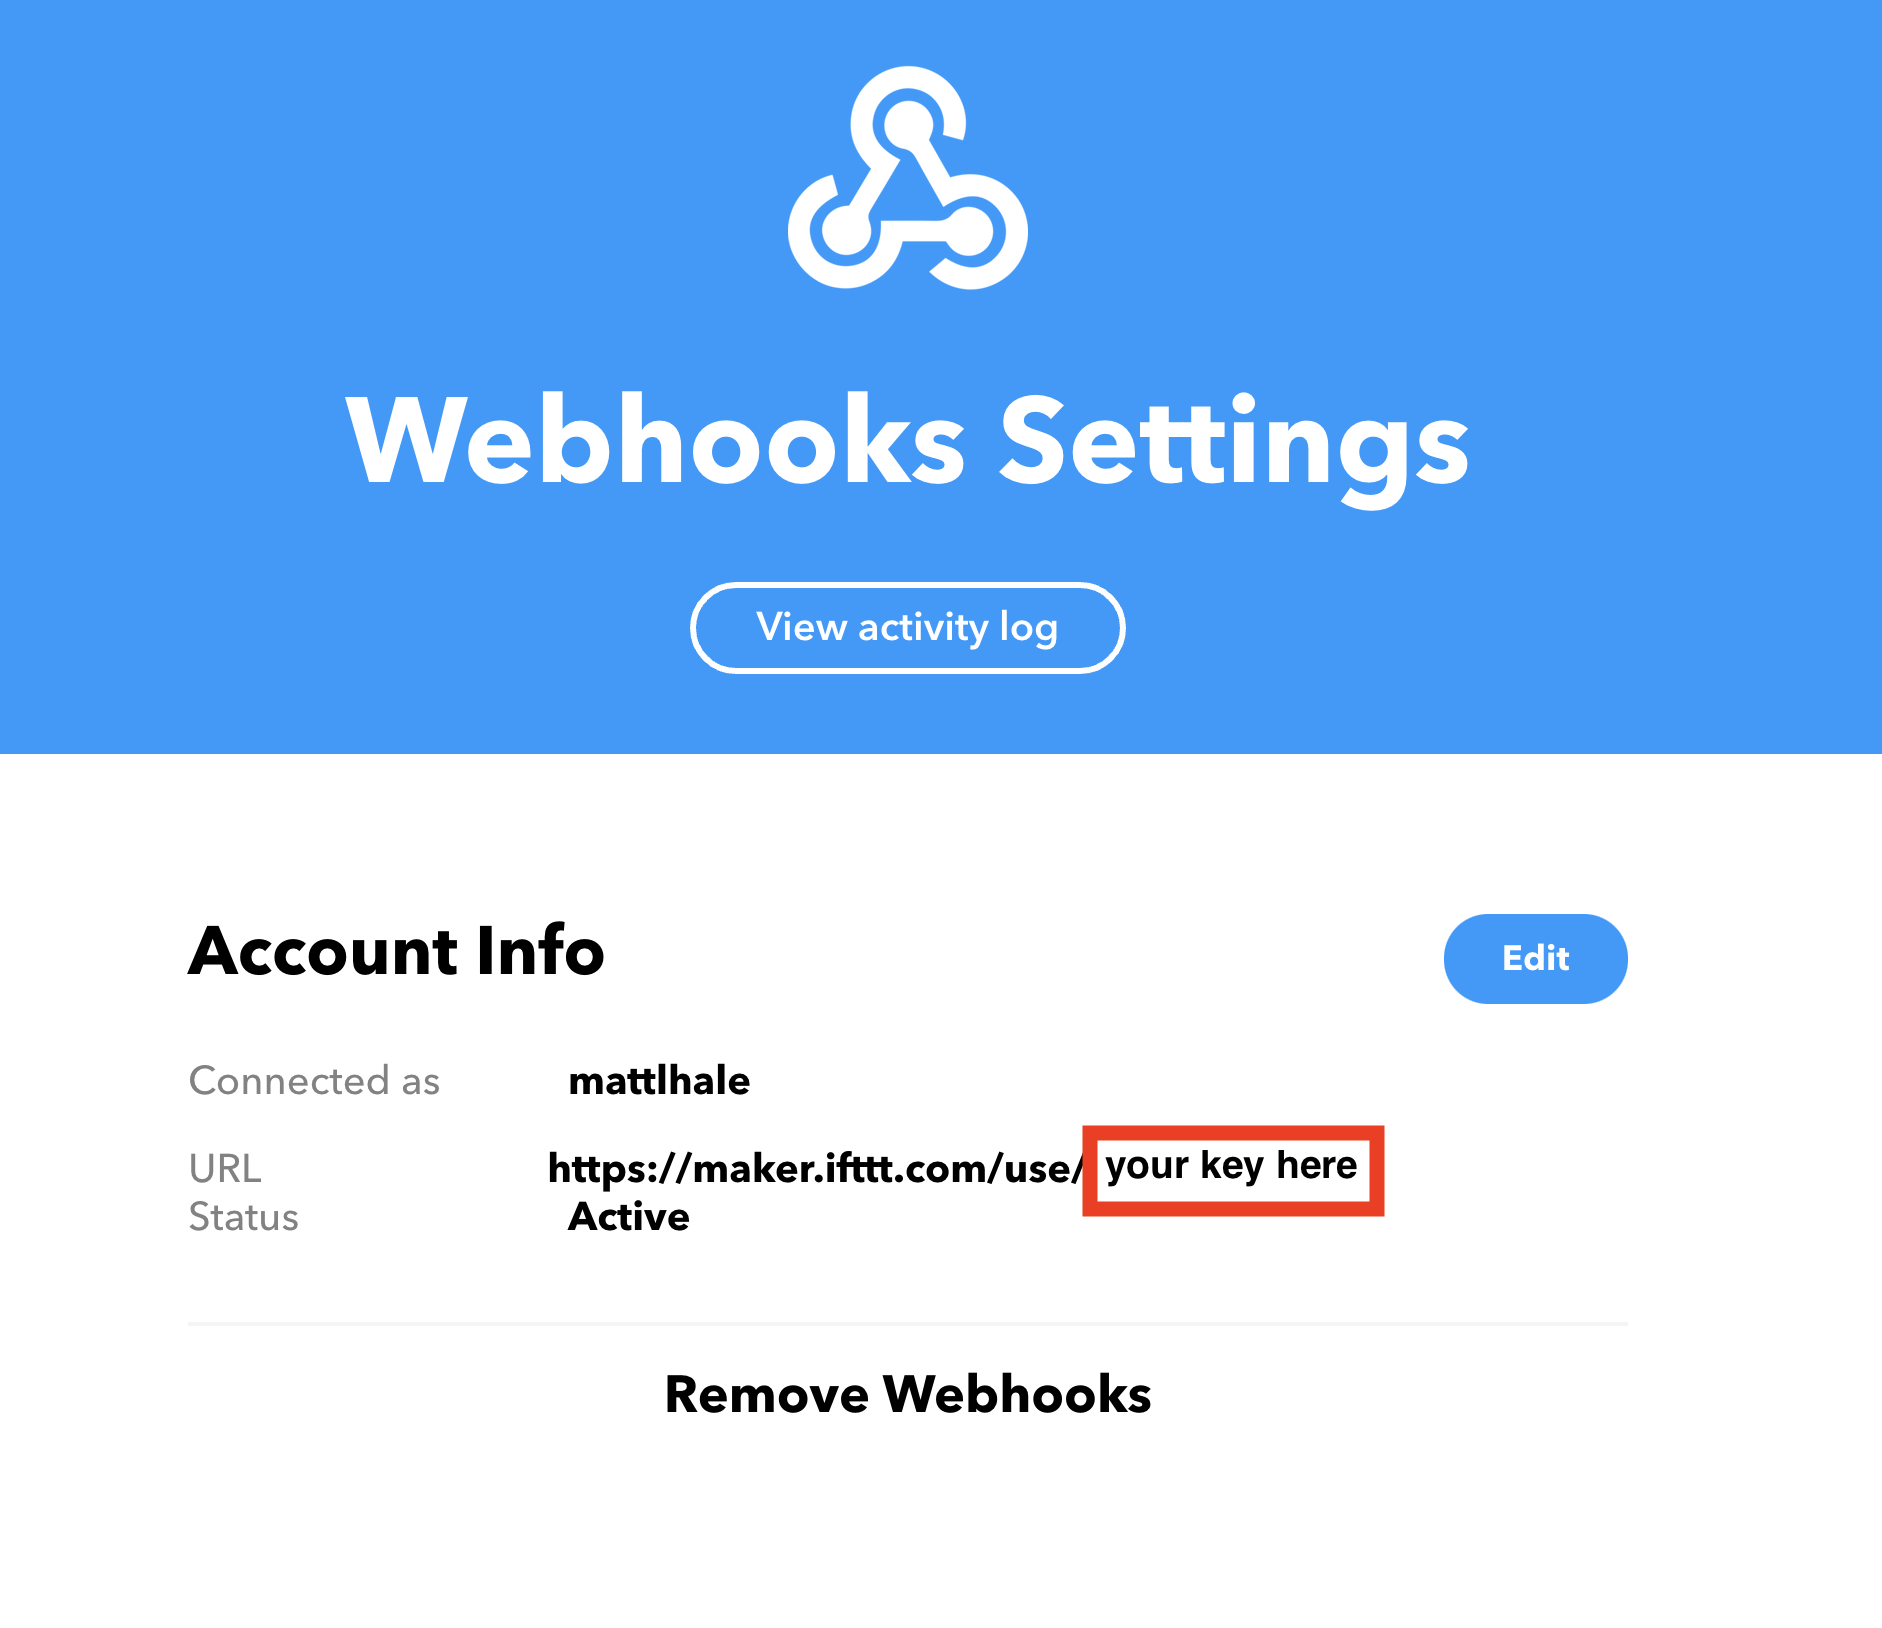 Webhooks Settings
View activity log
Account Info
Edit
Connected as mattlhale
URL https://maker.ifttt.com/use/ your key here
Status Active
Remove Webhooks